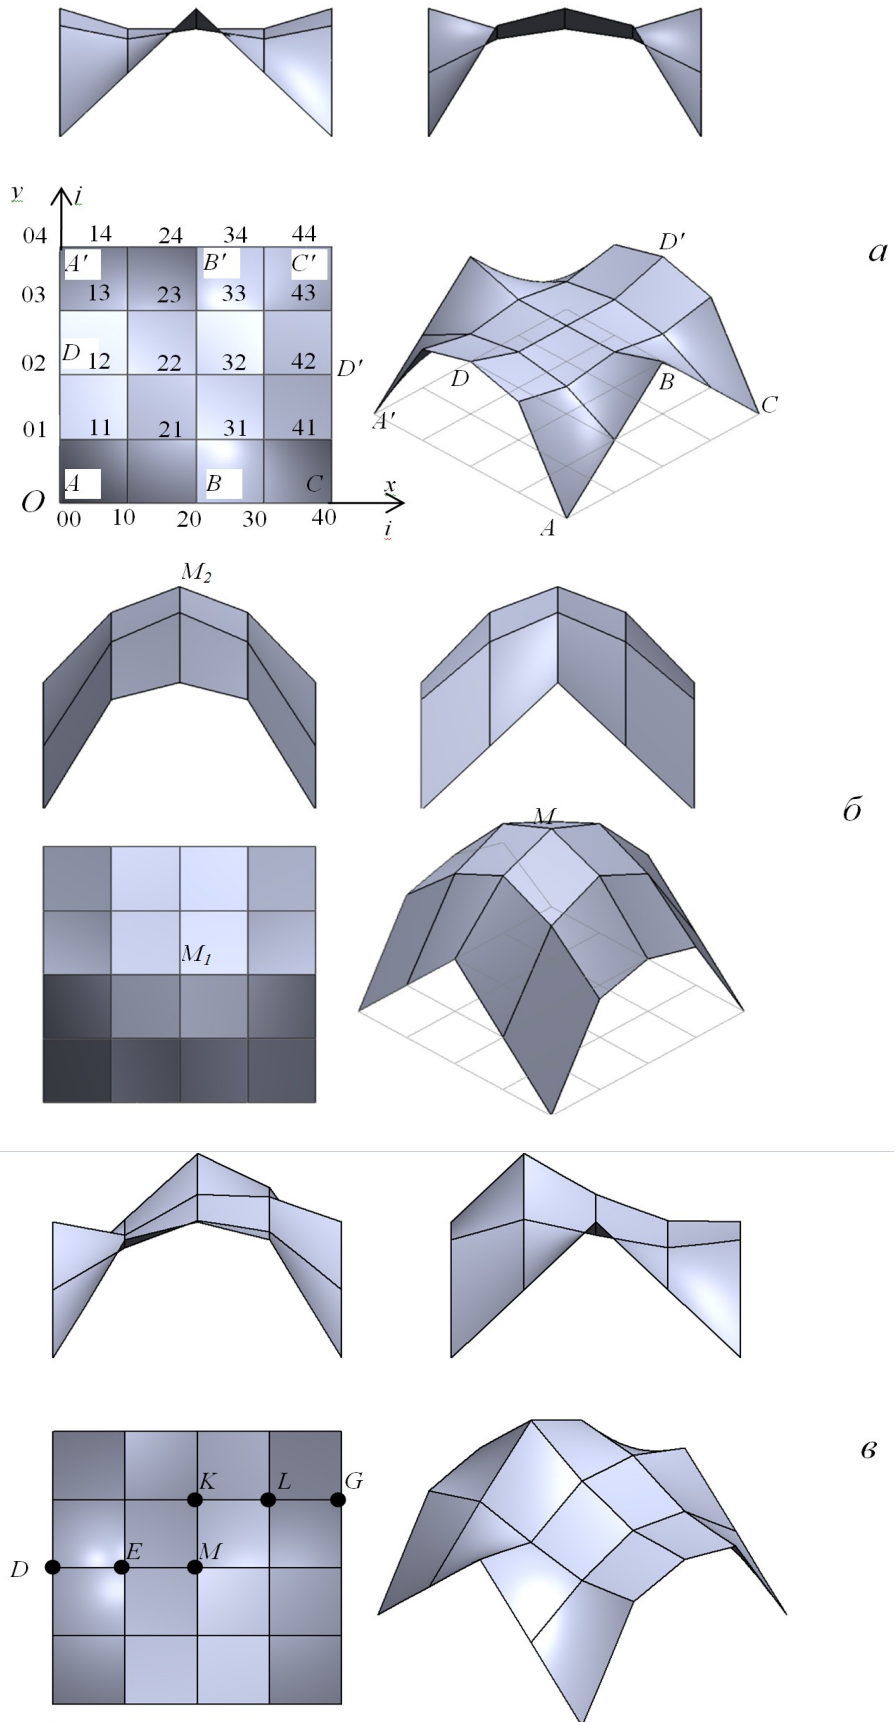 y j
04 14 24 34 44
A' B' C'
а
D'
03 13 23 33 43
D
02 12 22 32 42 D'
D B
A' C
01 11 21 31 41
A B C x
O
00 10 20 30 40 i
A
M2
б
M
M1
в
K L G
D E M